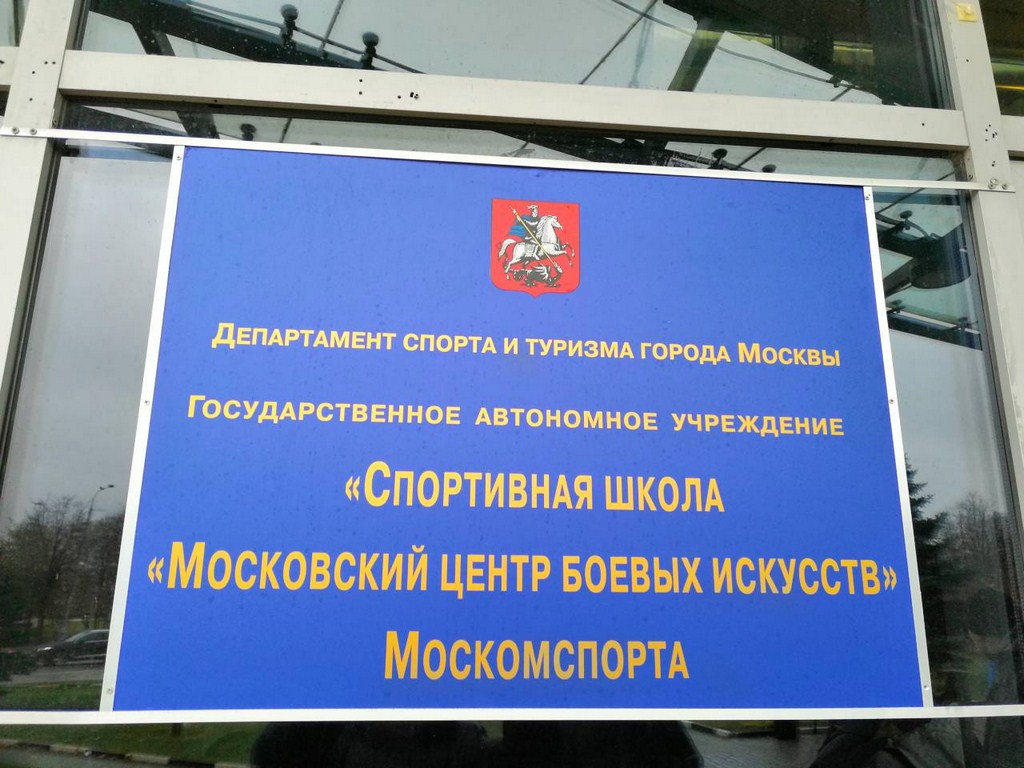 Департамент спорта и туризма города Москвы
Государственное автономное учреждение
«Спортивная школа
«Московский центр боевых искусств»
Москомспорта